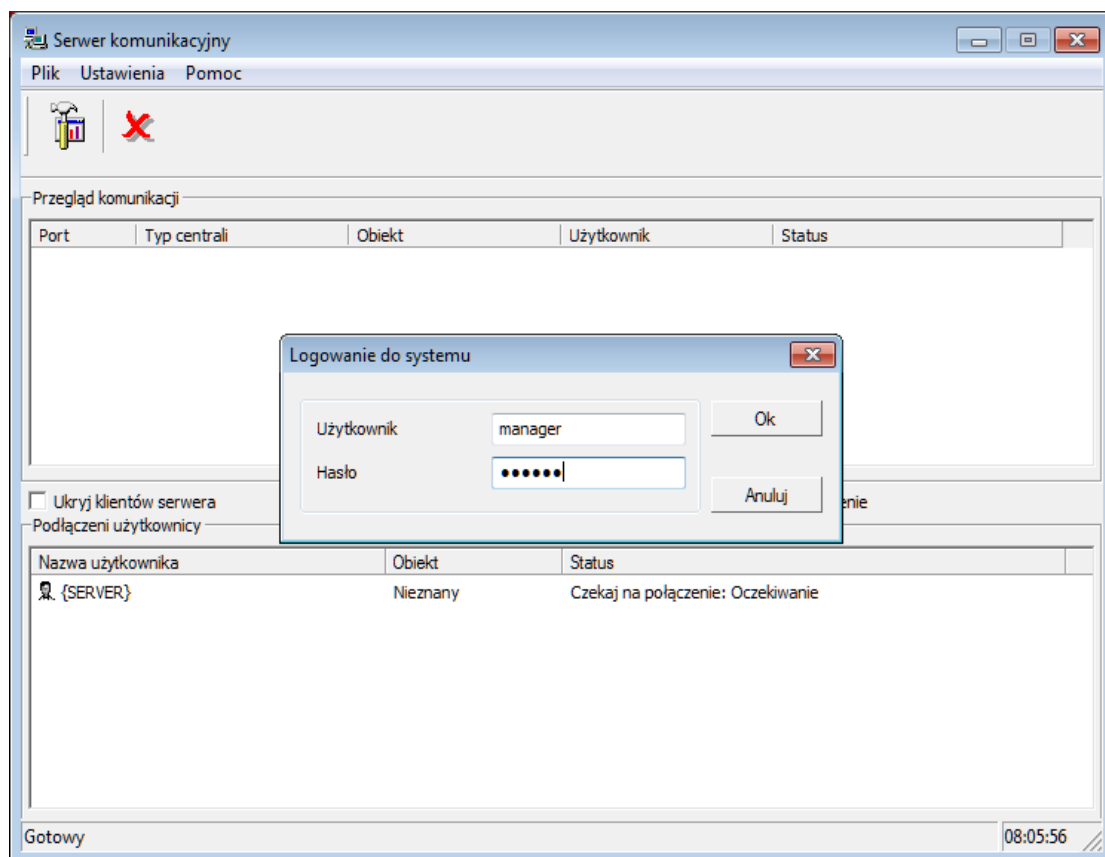 Serwer komunikacyjny
Plik Ustawienia Pomoc
Przegląd komunikacji
Port Typ centrali Obiekt Użytkownik Status
Logowanie do systemu
Użytkownik manager Ok
Hasło ●●●●●●
Anuluj
Ukryj klientów serwera
Podłączeni użytkownicy
Nazwa użytkownika Obiekt Status
{SERVER} Nieznany Czekaj na połączenie: Oczekiwanie
Gotowy 08:05:56